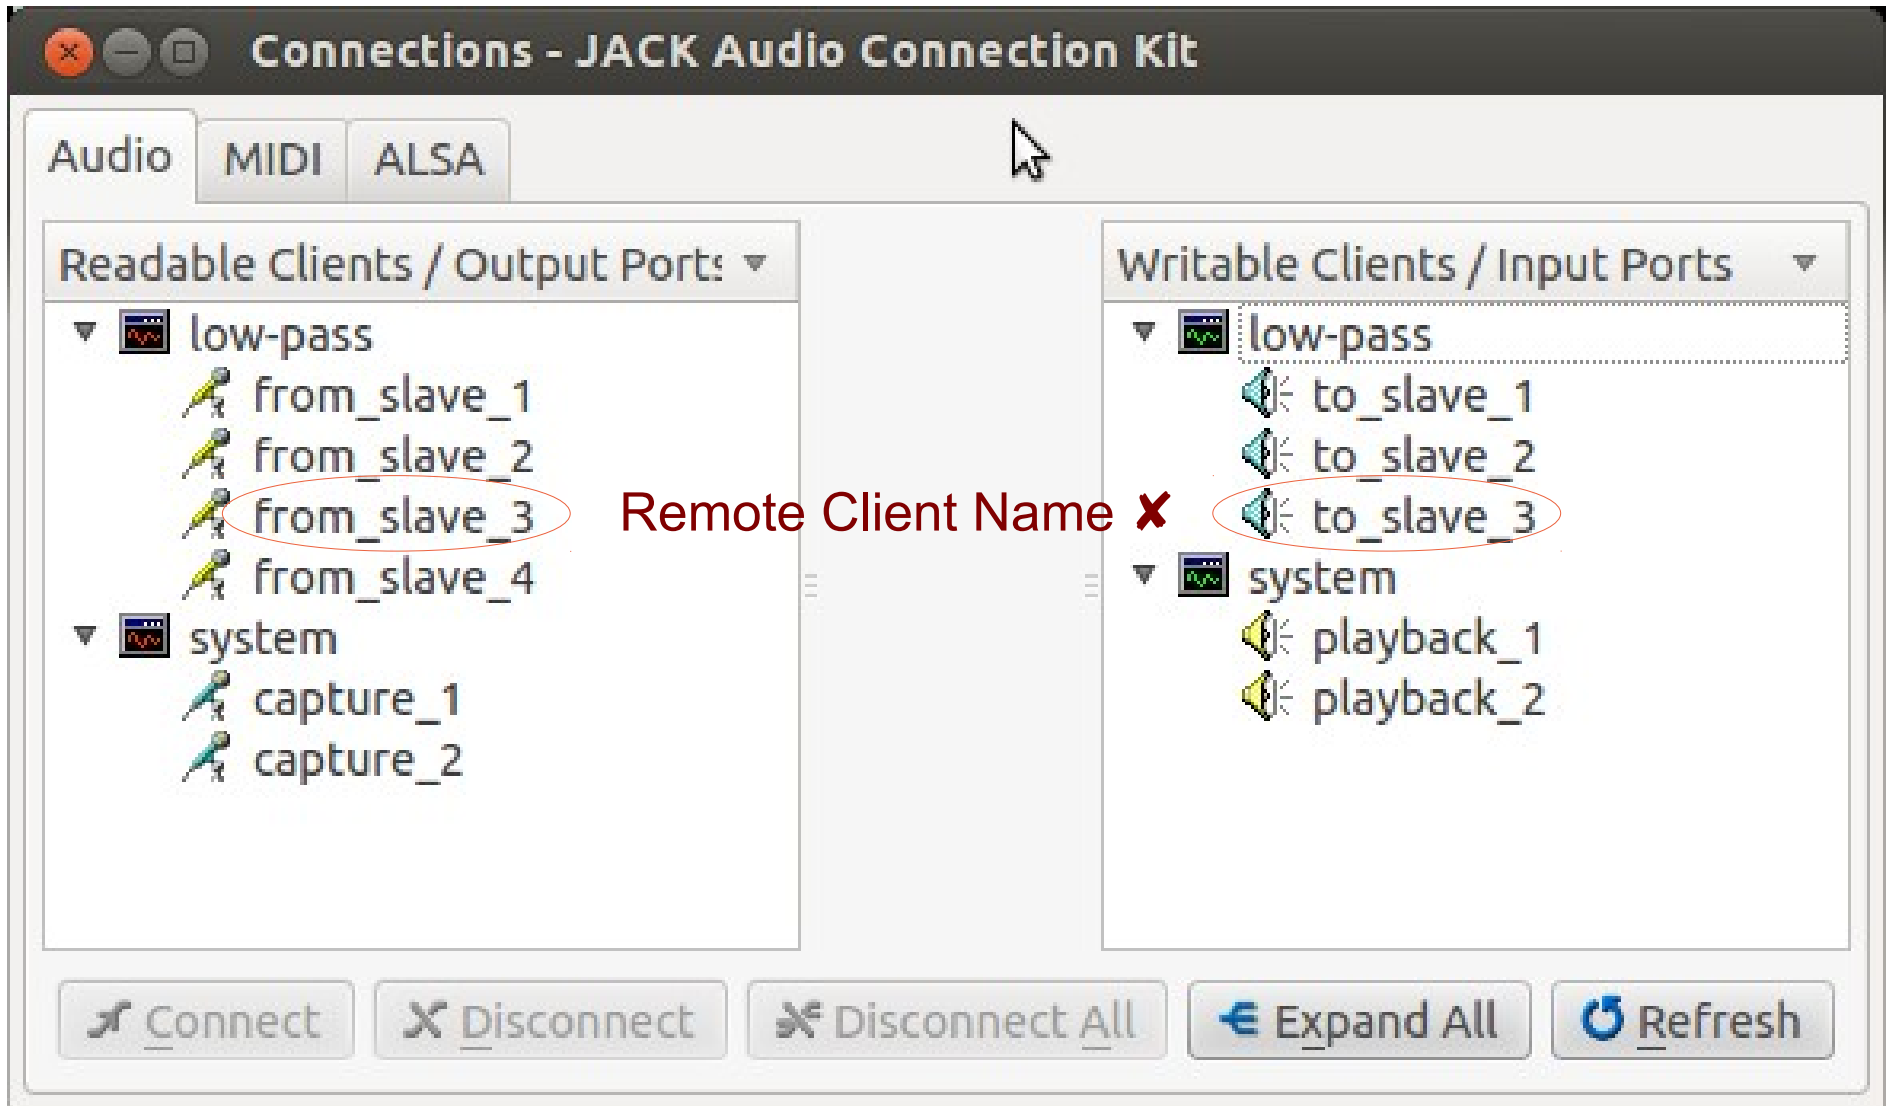 Connections - JACK Audio Connection Kit
Audio
MIDI
ALSA
Readable Clients / Output Ports
low-pass
from_slave_1
from_slave_2
from_slave_3
from_slave_4
system
capture_1
capture_2
Remote Client Name ✘
Writable Clients / Input Ports
low-pass
to_slave_1
to_slave_2
to_slave_3
system
playback_1
playback_2
Connect
Disconnect
Disconnect All
Expand All
Refresh